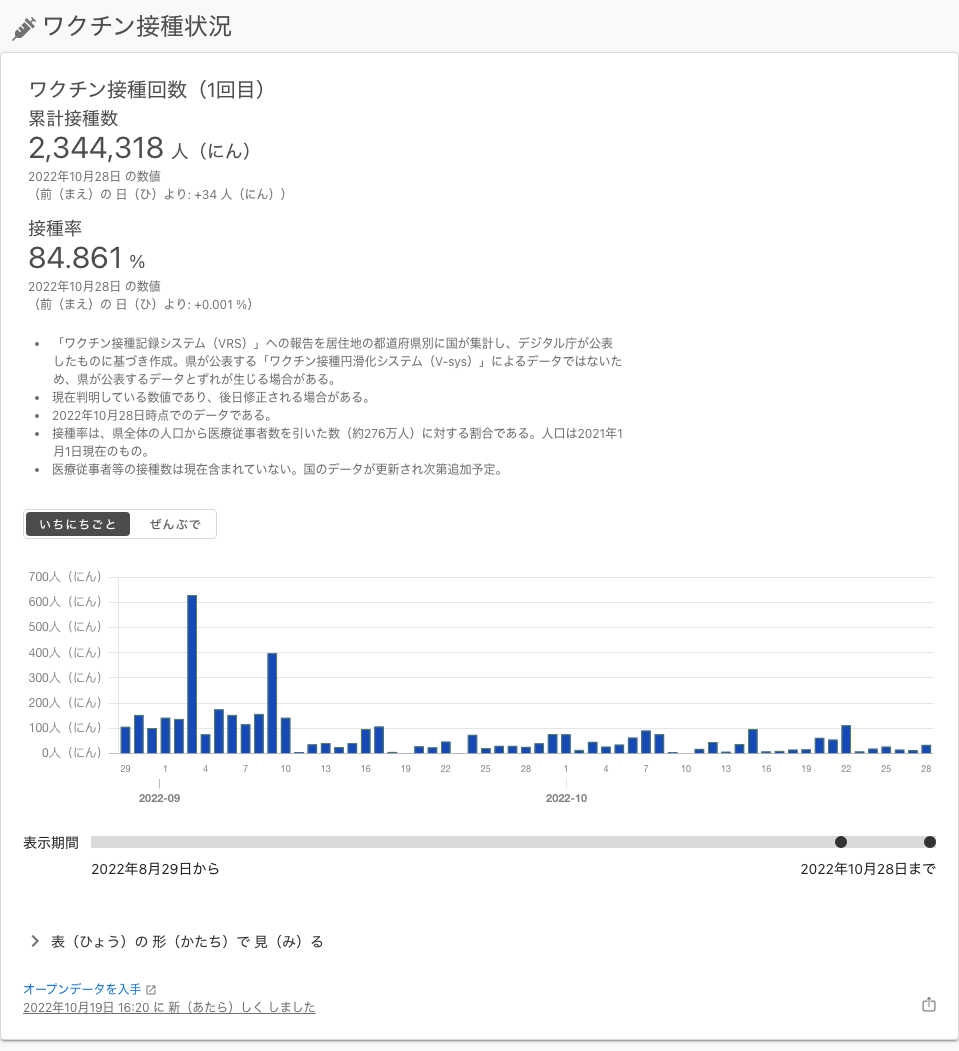 ワクチン接種状況
ワクチン接種回数（1回目）
累計接種数
2,344,318 人（にん）
2022年10月28日 の数値
（前（まえ）の 日（ひ）より: +34 人（にん））
接種率
84.861 %
2022年10月28日 の数値
（前（まえ）の 日（ひ）より: +0.001 %）
• 「ワクチン接種記録システム（VRS）」への報告を居住地の都道府県別に国が集計し、デジタル庁が公表
したものに基づき作成。県が公表する「ワクチン接種円滑化システム（V-sys）」によるデータではないた
め、県が公表するデータとずれが生じる場合がある。
• 現在判明している数値であり、後日修正される場合がある。
• 2022年10月28日時点でのデータである。
• 接種率は、県全体の人口から医療従事者数を引いた数（約276万人）に対する割合である。人口は2021年1
月1日現在のもの。
• 医療従事者等の接種数は現在含まれていない。国のデータが更新され次第追加予定。
いちにちごと ぜんぶで
700人（にん）
600人（にん）
500人（にん）
400人（にん）
300人（にん）
200人（にん）
100人（にん）
0人（にん）
29 1 4 7 10 13 16 19 22 25 28 1 4 7 10 13 16 19 22 25 28
2022-09 2022-10
表示期間
2022年8月29日から 2022年10月28日まで
表（ひょう）の 形（かたち）で 見（み）る
オープンデータを入手
2022年10月19日 16:20 に 新（あたら）しく しました